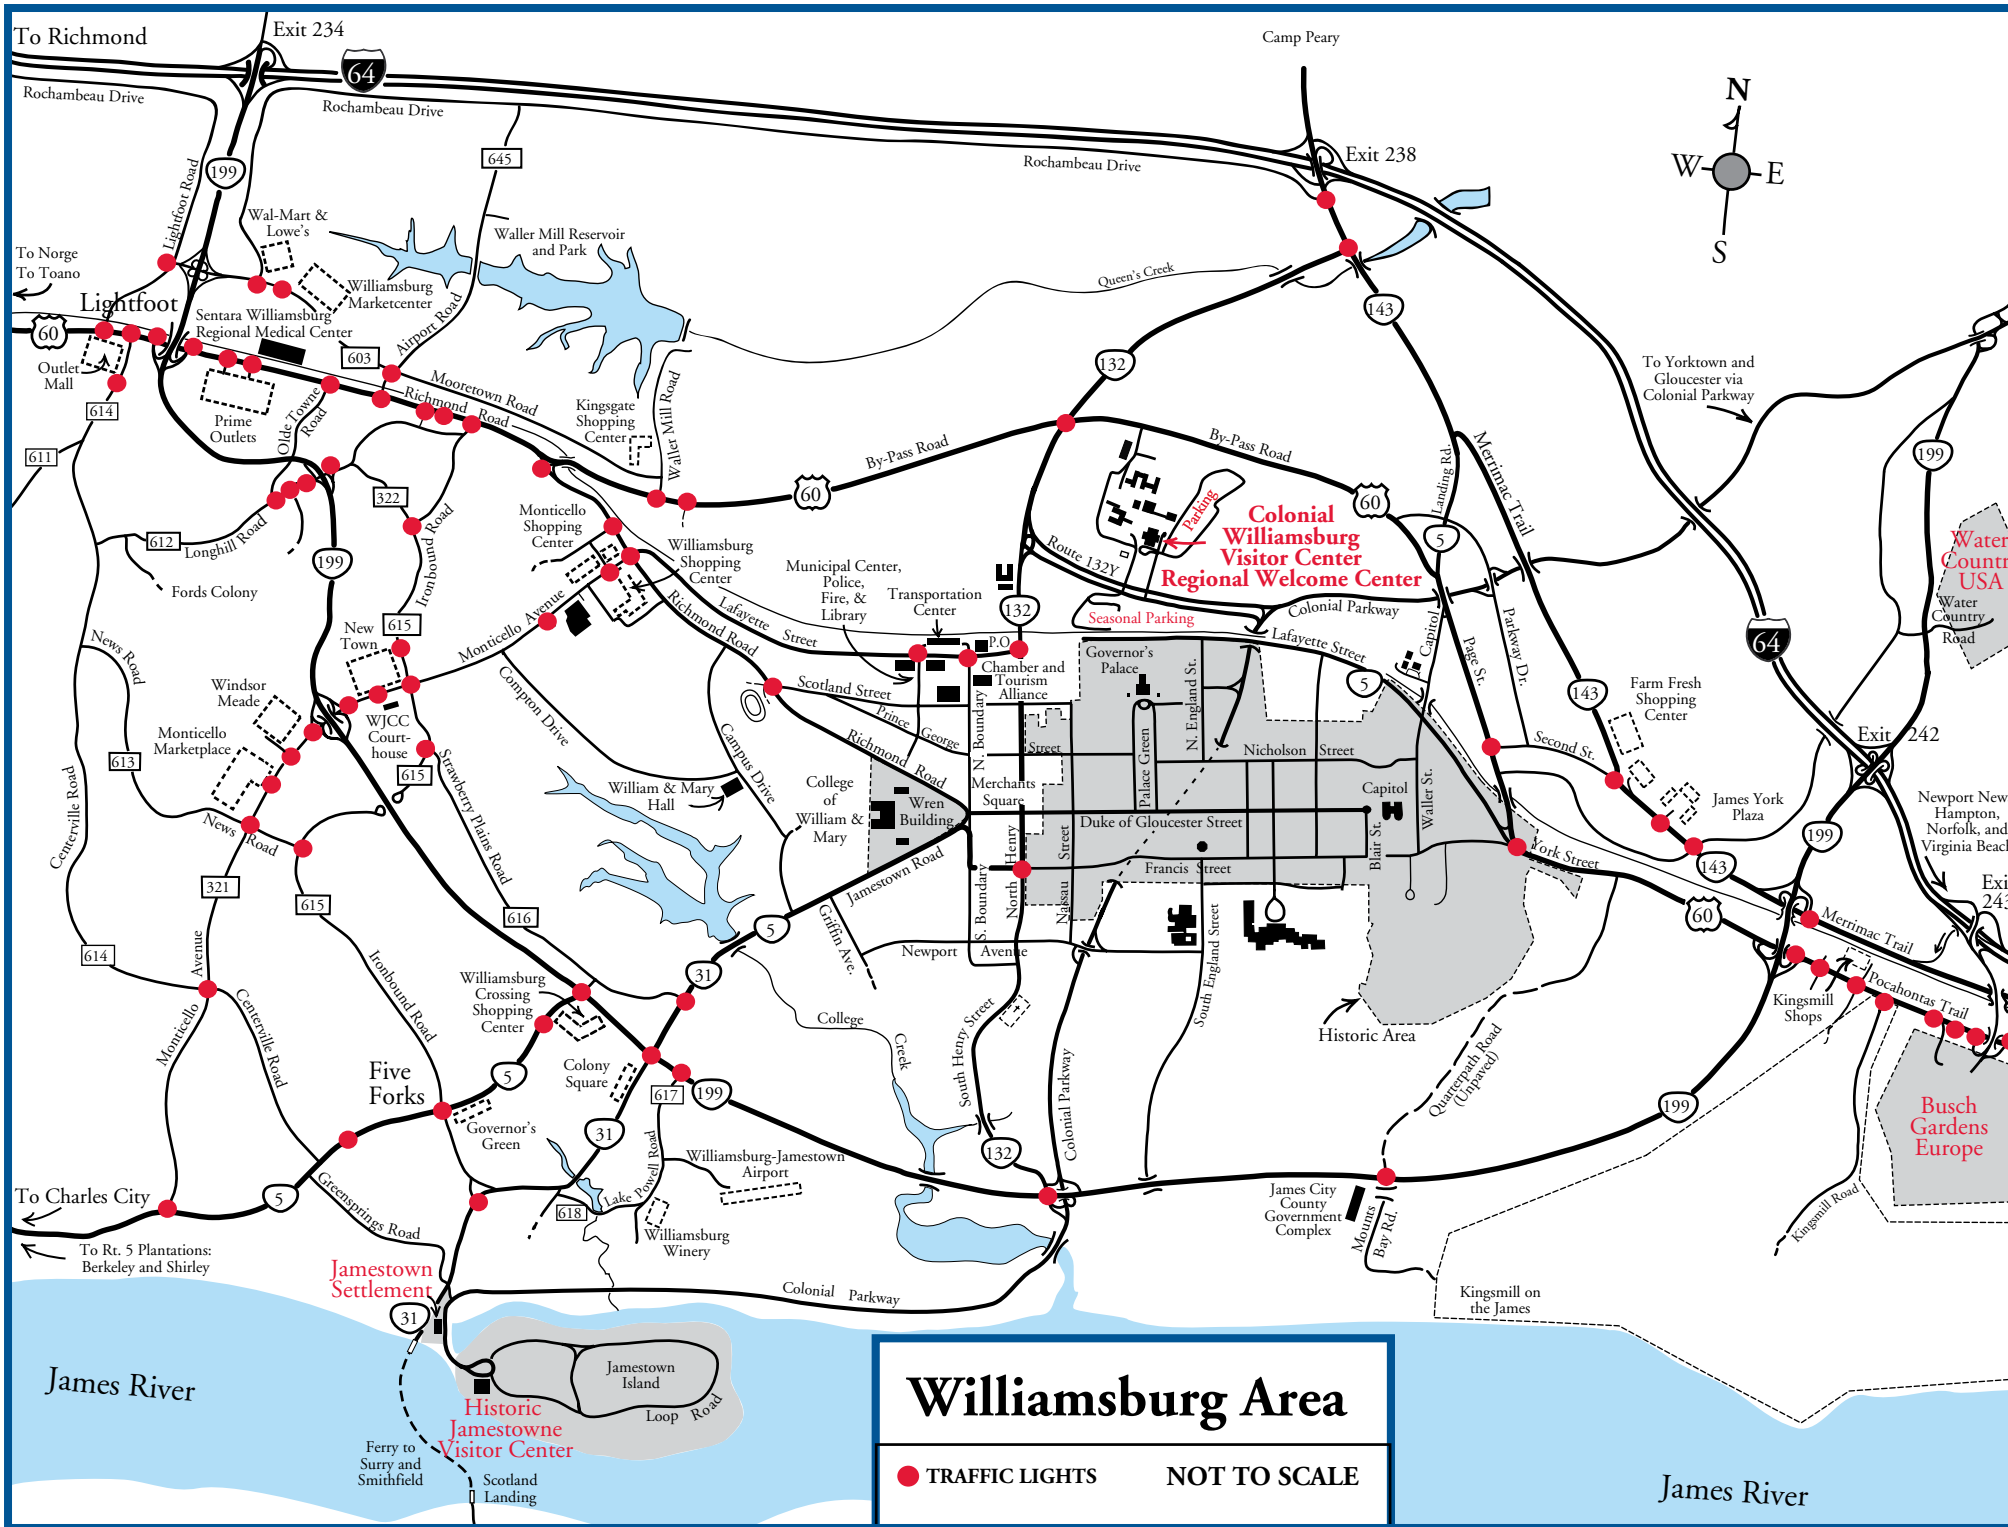 To Richmond
Exit 234
64
Camp Peary
N
W
E
S
Rochambeau Drive
Rochambeau Drive
Rochambeau Drive
Exit 238
645
199
Lightfoot Road
Wal-Mart &
Lowe's
Waller Mill Reservoir
and Park
To Norge
To Toano
Williamsburg
Marketcenter
Queen's Creek
Lightfoot
60
Sentara Williamsburg
Regional Medical Center
Airport Road
603
143
132
To Yorktown and
Gloucester via
Colonial Parkway
Outlet
Mall
614
Mooretown Road
Richmond Road
Prime
Outlets
Olde Towne
Road
Kingsgate
Shopping
Center
Waller Mill Road
By-Pass Road
By-Pass Road
60
60
611
Landing Rd.
Merrimac Trail
199
322
Ironbound Road
Parking
Colonial
Williamsburg
Visitor Center
Regional Welcome Center
5
612
Longhill Road
199
Fords Colony
Monticello
Shopping
Center
Williamsburg
Shopping
Center
Route 132Y
Municipal Center,
Police,
Fire, &
Library
Transportation
Center
132
Colonial Parkway
Seasonal Parking
Water
Countr
USA
Water
Country
Road
News Road
New
Town
615
Monticello Avenue
Richmond Road
Lafayette Street
P.O.
Lafayette Street
Capitol
Page St.
Parkway Dr.
64
Governor's
Palace
N. England St.
Chamber and
Tourism
Alliance
Compton Drive
Scotland Street
5
143
Farm Fresh
Shopping
Center
Windsor
Meade
WJCC
Court-
house
Monticello
Marketplace
Prince George Street
N. Boundary
Palace Green
Nicholson Street
Second St.
Exit 242
613
615
Strawberry Plains Road
Campus Drive
Richmond Road
William & Mary
Hall
College
of
William &
Mary
Wren
Building
Merchants
Square
Capitol
Waller St.
James York
Plaza
Newport New
Hampton,
Norfolk, and
Virginia Beach
Centerville Road
News Road
Duke of Gloucester Street
Blair St.
199
York Street
Francis Street
143
Jamestown Road
North Henry
Nassau Street
S. Boundary
321
615
616
5
Griffin Ave.
60
Exi
243
Merrimac Trail
614
Newport Avenue
South England Street
31
Ironbound Road
Williamsburg
Crossing
Shopping
Center
Kingsmill
Shops
Pocahontas Trail
Monticello Avenue
Centerville Road
College Creek
South Henry Street
Historic Area
Quarterpath Road
(Unpaved)
Five
Forks
5
Colony
Square
617
199
Colonial Parkway
199
Busch
Gardens
Europe
Governor's
Green
31
Lake Powell Road
Williamsburg-Jamestown
Airport
132
To Charles City
5
Greensprings Road
618
Williamsburg
Winery
James City
County
Government
Complex
Mounts
Bay Rd.
Kingsmill Road
To Rt. 5 Plantations:
Berkeley and Shirley
Jamestown
Settlement
31
Colonial Parkway
Kingsmill on
the James
James River
Jamestown
Island
Loop Road
Historic
Jamestowne
Visitor Center
Ferry to
Surry and
Smithfield
Scotland
Landing
Williamsburg Area
TRAFFIC LIGHTS
NOT TO SCALE
James River